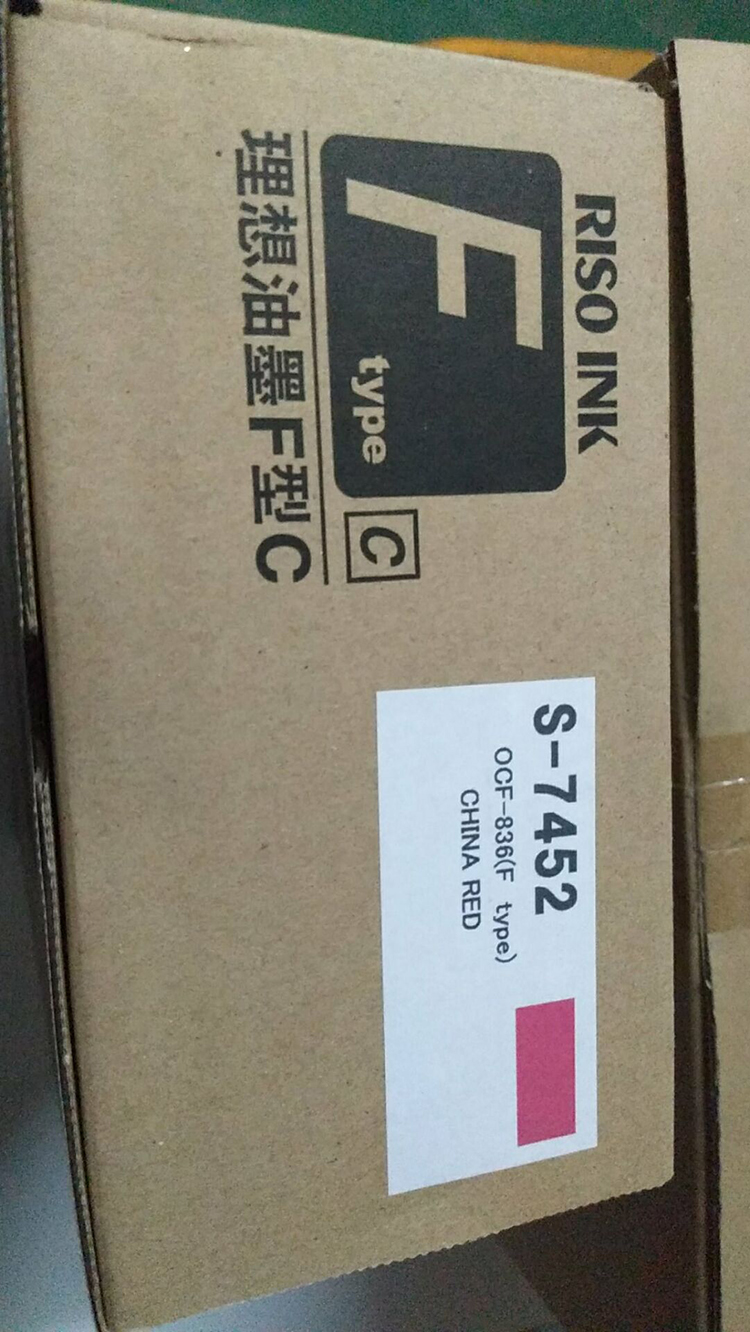 RISO INK
F type C
理想油墨F型C
S-7452
OCF-836(F type)
CHINA RED